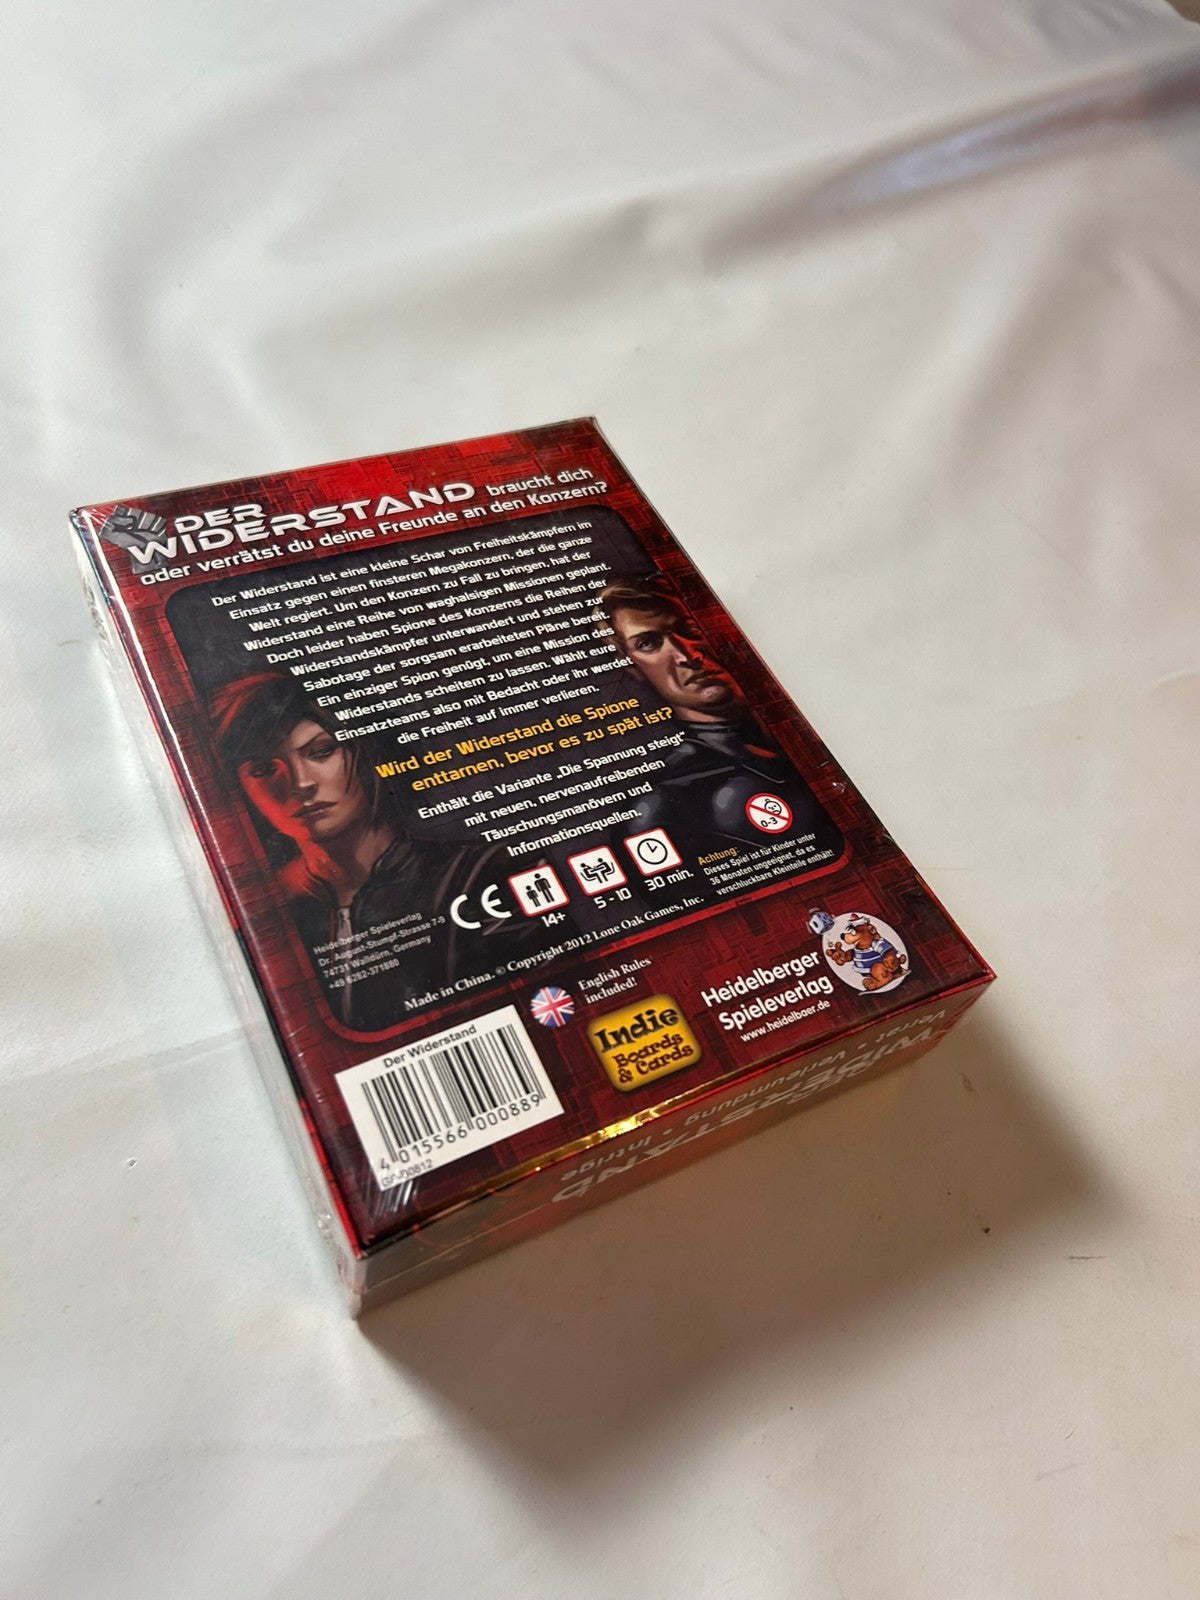 DER
WIDERSTAND braucht dich
oder verrätst du deine Freunde an den Konzern?
Der Widerstand ist eine kleine Schar von Freiheitskämpfern im
Einsatz gegen einen finsteren Megakonzern, der die ganze
Welt regiert. Um den Konzern zu Fall zu bringen, hat der
Widerstand eine Reihe von waghalsigen Missionen geplant.
Doch leider haben Spione des Konzerns die Reihen der
Widerstandskämpfer unterwandert und stehen zur
Sabotage der sorgsam erarbeiteten Pläne bereit.
Ein einziger Spion genügt, um eine Mission des
Widerstands scheitern zu lassen. Wählt eure
Einsatzteams also mit Bedacht oder ihr werdet
die Freiheit auf immer verlieren.
Wird der Widerstand die Spione
enttarnen, bevor es zu spät ist?
Enthält die Variante „Die Spannung steigt“
mit neuen, nervenaufreibenden
Täuschungsmanövern und
Informationsquellen.
0-3
Achtung:
Dieses Spiel ist für Kinder unter
36 Monaten ungeeignet, da es
verschluckbare Kleinteile enthält!
CE
14+
5 - 10
30 min.
Heidelberger Spieleverlag
Dr. August-Stumpf-Strasse 7-9
74731 Walldürn, Germany
+49 6282-371880
Made in China. © Copyright 2012 Lone Oak Games, Inc.
English Rules
included!
Indie
Boards
& Cards
Heidelberger
Spieleverlag
www.heidelbaer.de
Der Widerstand
4 015566 000889
DER
WIDERSTAND
Verrat • Verleumdung • Intrige